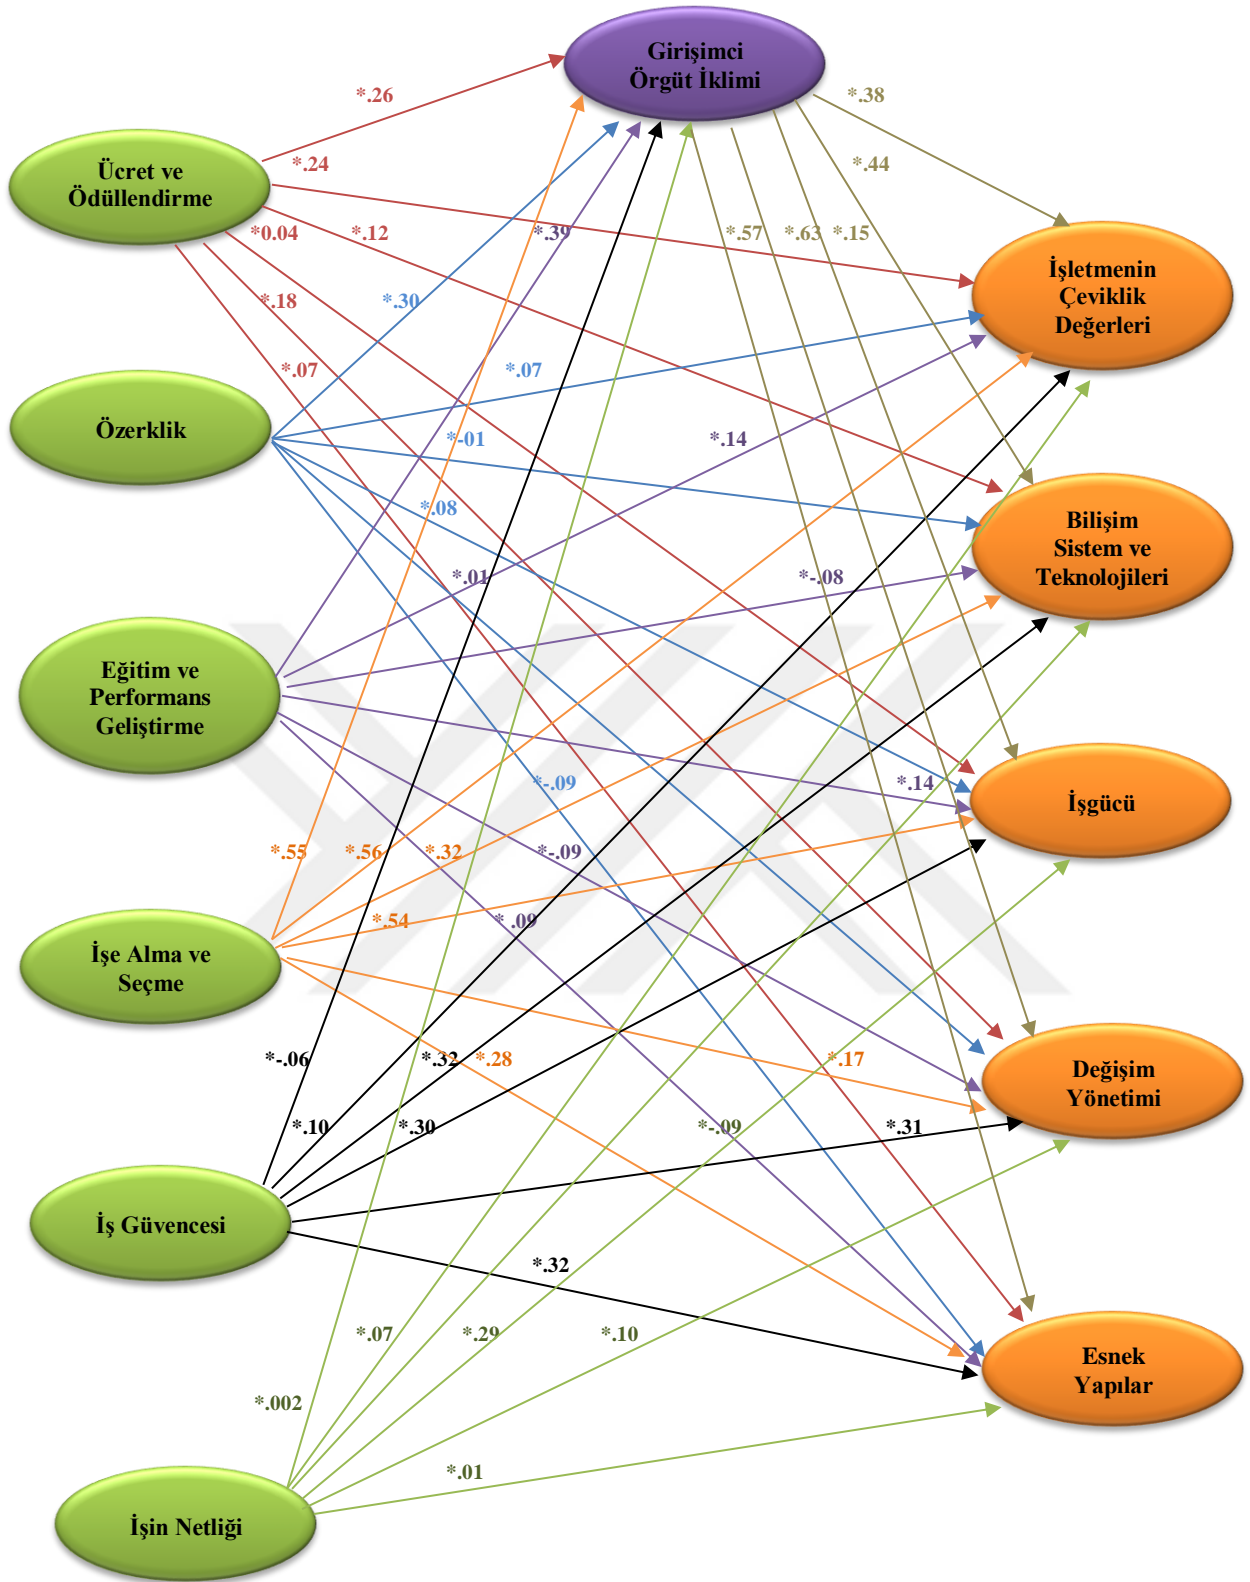 Girişimci
Örgüt İklimi
*.26
*.38
*.24
*.44
Ücret ve
Ödüllendirme
*0.04
*.12
*.39
*.57
*.63
*.15
İşletmenin
Çeviklik
Değerleri
*.18
*.30
*.07
*.07
Özerklik
*-01
*.14
*.08
Bilişim
Sistem ve
Teknolojileri
*.01
*-.08
Eğitim ve
Performans
Geliştirme
*-.09
*.14
İşgücü
*.55
*.56
*.32
*-.09
*.54
*.09
İşe Alma ve
Seçme
*-.06
*.32
*.28
*.17
Değişim
Yönetimi
*.10
*.30
*-.09
*.31
İş Güvencesi
*.32
*.07
*.29
*.10
Esnek
Yapılar
*.002
*.01
İşin Netliği